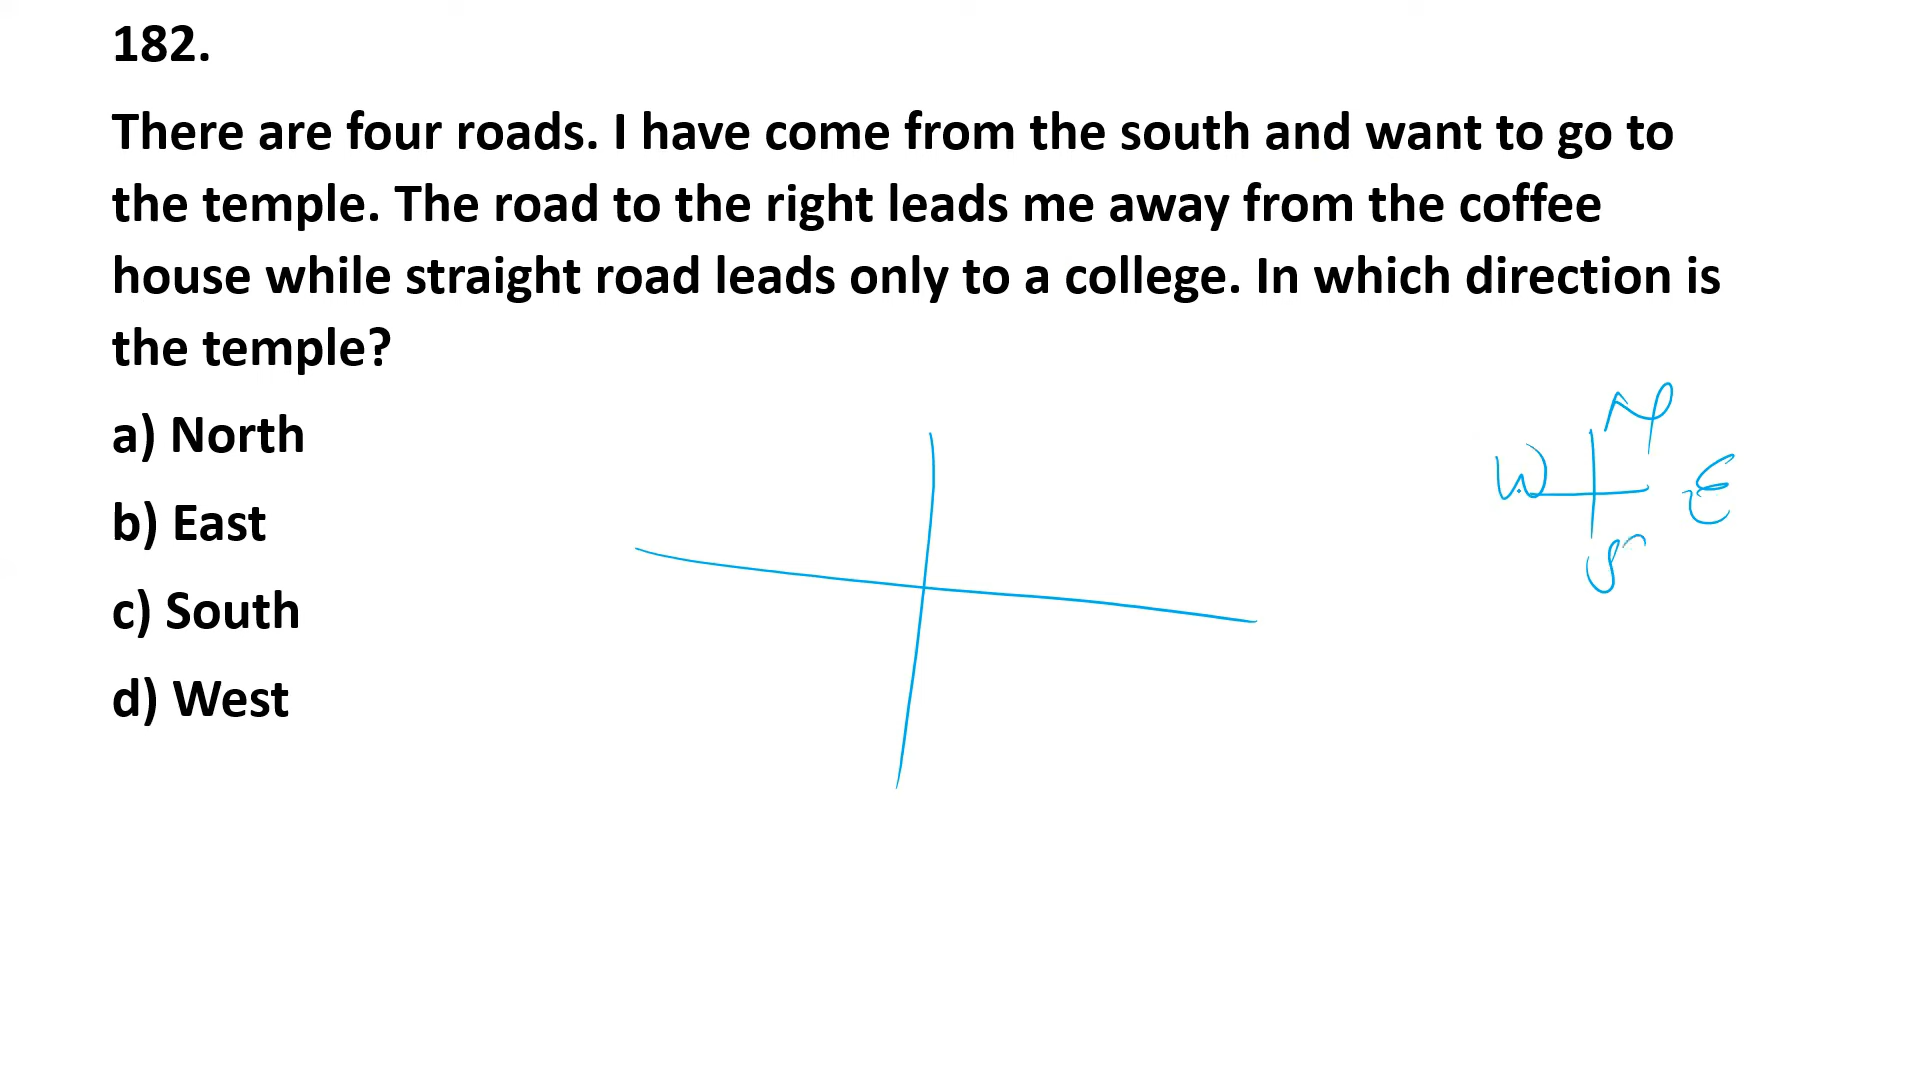 182.
There are four roads. I have come from the south and want to go to
the temple. The road to the right leads me away from the coffee
house while straight road leads only to a college. In which direction is
the temple?
a) North
b) East
c) South
d) West
N
W
E
S